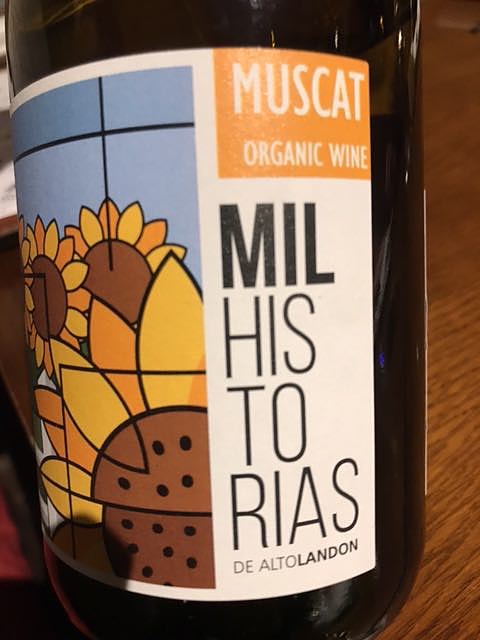 MUSCAT
ORGANIC WINE
MIL
HIS
TO
RIAS
DE ALTOLANDON